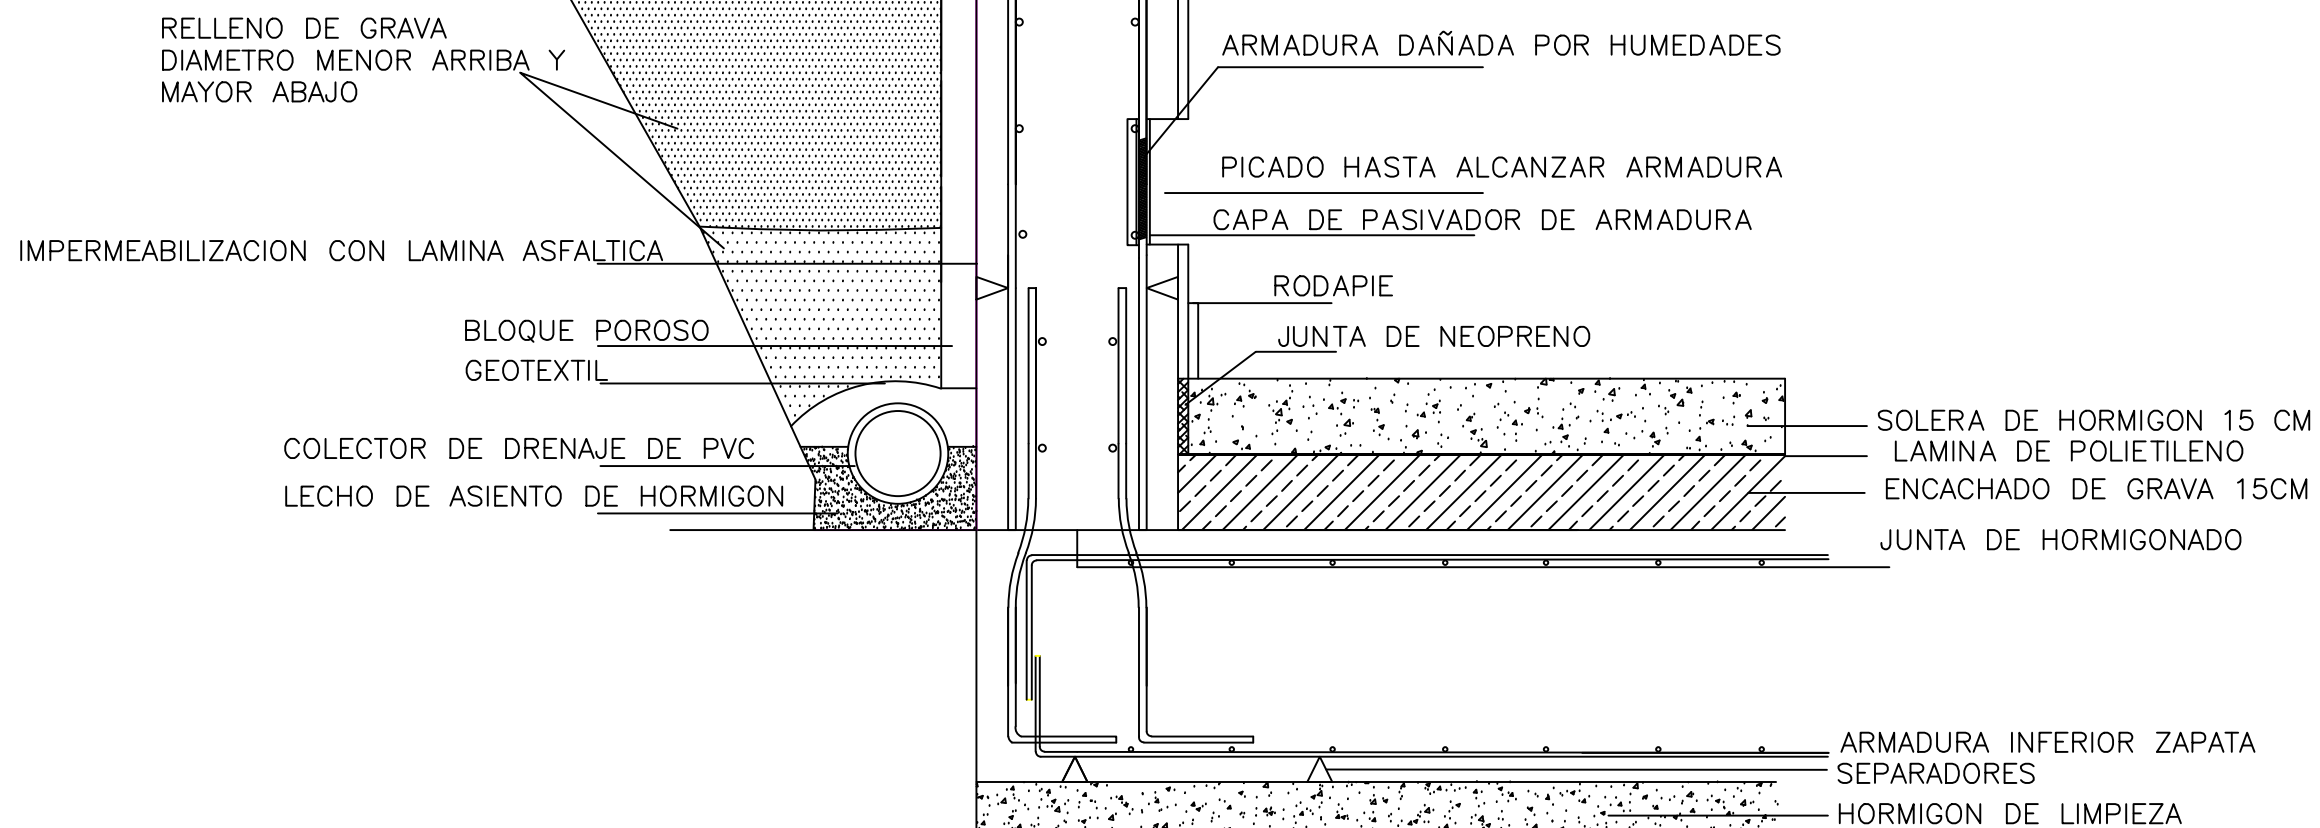 RELLENO DE GRAVA
DIAMETRO MENOR ARRIBA Y
MAYOR ABAJO
IMPERMEABILIZACION CON LAMINA ASFALTICA
BLOQUE POROSO
GEOTEXTIL
COLECTOR DE DRENAJE DE PVC
LECHO DE ASIENTO DE HORMIGON
ARMADURA DAÑADA POR HUMEDADES
PICADO HASTA ALCANZAR ARMADURA
CAPA DE PASIVADOR DE ARMADURA
RODAPIE
JUNTA DE NEOPRENO
SOLERA DE HORMIGON 15 CM
LAMINA DE POLIETILENO
ENCACHADO DE GRAVA 15CM
JUNTA DE HORMIGONADO
ARMADURA INFERIOR ZAPATA
SEPARADORES
HORMIGON DE LIMPIEZA